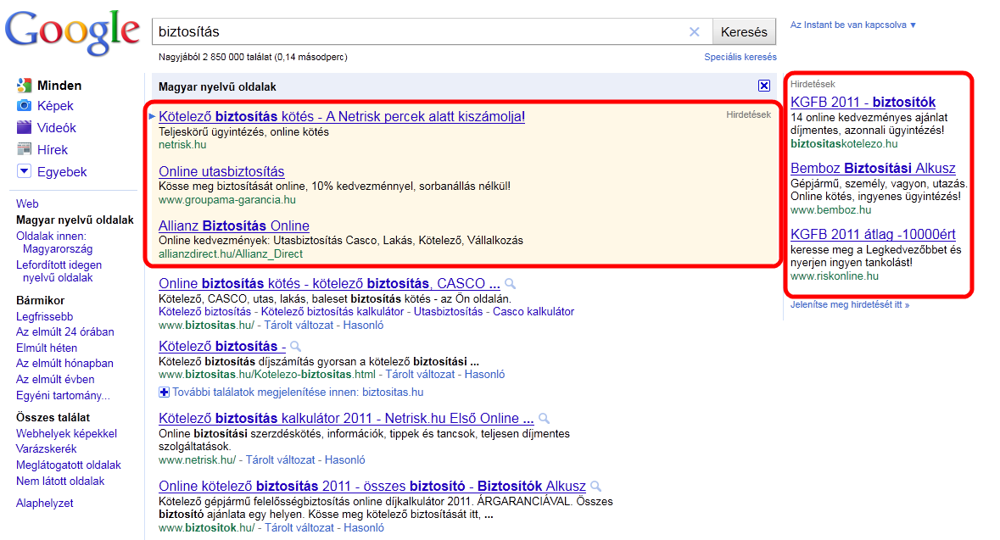 Google
biztosítás
Keresés
Az Instant be van kapcsolva ▼
Nagyjából 2 850 000 találat (0,14 másodperc)
Speciális keresés
Minden
Képek
Videók
Hírek
Egyebek
Web
Magyar nyelvű oldalak
Oldalak innen:
Magyarország
Lefordított idegen
nyelvű oldalak
Bármikor
Legfrissebb
Az elmúlt 24 órában
Elmúlt héten
Az elmúlt hónapban
Az elmúlt évben
Egyéni tartomány...
Összes találat
Webhelyek képekkel
Varázskerék
Meglátogatott oldalak
Nem látott oldalak
Alaphelyzet
Magyar nyelvű oldalak
Hirdetések
Kötelező biztosítás kötés - A Netrisk percek alatt kiszámolja!
Teljeskörű ügyintézés, online kötés
netrisk.hu
Online utasbiztosítás
Kösse meg biztosítását online, 10% kedvezménnyel, sorbanállás nélkül!
www.groupama-garancia.hu
Allianz Biztosítás Online
Online kedvezmények: Utasbiztosítás Casco, Lakás, Kötelező, Vállalkozás
allianzdirect.hu/Allianz_Direct
Online biztosítás kötés - kötelező biztosítás, CASCO ...
Kötelező, CASCO, utas, lakás, baleset biztosítás kötés - az Ön oldalán.
Kötelező biztosítás - Kötelező biztosítás kalkulátor - Utasbiztosítás - Casco kalkulátor
www.biztositas.hu/ - Tárolt változat - Hasonló
Kötelező biztosítás -
Kötelező biztosítás díjszámítás gyorsan a kötelező biztosítási ...
www.biztositas.hu/Kotelezo-biztositas.html - Tárolt változat - Hasonló
További találatok megjelenítése innen: biztositas.hu
Kötelező biztosítás kalkulátor 2011 - Netrisk.hu Első Online ...
Online biztosítási szerzdéskötés, információk, tippek és tancsok, teljesen díjmentes
szolgáltatások.
www.netrisk.hu/ - Tárolt változat - Hasonló
Online kötelező biztosítás 2011 - összes biztosító - Biztosítók Alkusz
Kötelező gépjármű felelősségbiztosítás online díjkalkulátor 2011. ÁRGARANCIÁVAL. Összes
biztosító ajánlata egy helyen. Kösse meg kötelező biztosítását itt, ...
www.biztositok.hu/ - Tárolt változat - Hasonló
Hirdetések
KGFB 2011 - biztosítók
14 online kedvezményes ajánlat
díjmentes, azonnali ügyintézés!
biztositaskotelezo.hu
Bemboz Biztosítási Alkusz
Gépjármű, személy, vagyon, utazás.
Online kötés, ingyenes ügyintézés!
www.bemboz.hu
KGFB 2011 átlag -10000ért
keresse meg a Legkedvezőbbet és
nyerjen ingyen tankolást!
www.riskonline.hu
Jelenítse meg hirdetését itt »